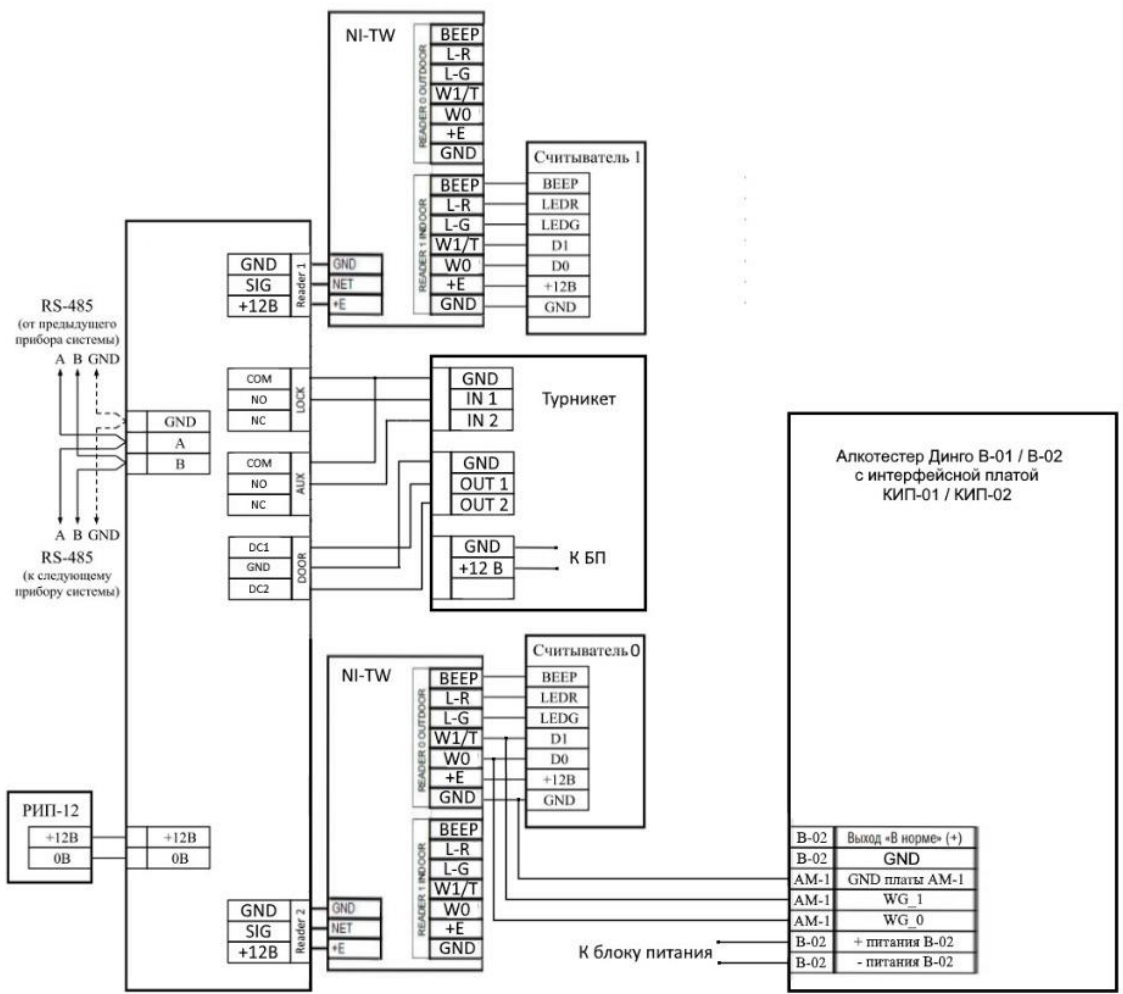 NI-TW
READER 0 OUTDOOR
BEEP
L-R
L-G
W1/T
W0
+E
GND
READER 1 INDOOR
BEEP
L-R
L-G
W1/T
W0
+E
GND
GND
NET
+E
Считыватель 1
BEEP
LEDR
LEDG
D1
D0
+12В
GND
GND
SIG
+12В
Reader 1
RS-485
(от предыдущего
прибора системы)
A B GND
GND
A
B
A B GND
RS-485
(к следующему
прибору системы)
COM
NO
NC
LOCK
COM
NO
NC
AUX
DC1
GND
DC2
DOOR
GND
IN 1
IN 2
Турникет
GND
OUT 1
OUT 2
GND
+12 В
К БП
NI-TW
READER 0 OUTDOOR
BEEP
L-R
L-G
W1/T
W0
+E
GND
READER 1 INDOOR
BEEP
L-R
L-G
W1/T
W0
+E
GND
GND
NET
+E
Считыватель 0
BEEP
LEDR
LEDG
D1
D0
+12В
GND
РИП-12
+12В
0В
+12В
0В
GND
SIG
+12В
Reader 2
Алкотестер Динго В-01 / В-02
с интерфейсной платой
КИП-01 / КИП-02
В-02 Выход «В норме» (+)
В-02 GND
АМ-1 GND платы АМ-1
АМ-1 WG_1
АМ-1 WG_0
В-02 + питания В-02
В-02 - питания В-02
К блоку питания